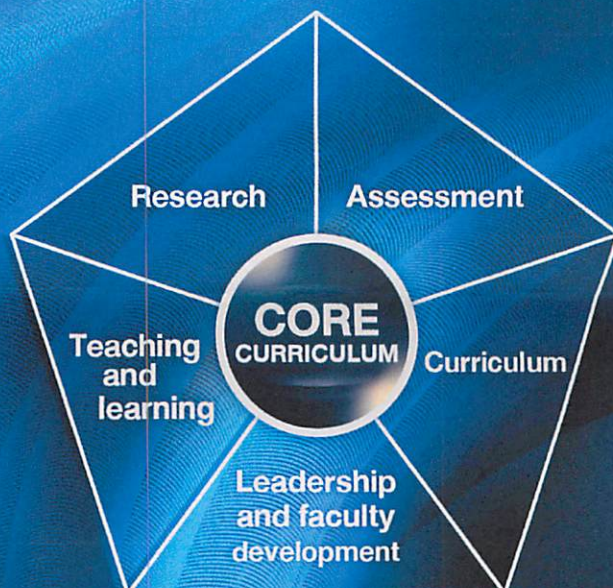 Research
Assessment
CORE
CURRICULUM
Teaching
and
learning
Curriculum
Leadership
and faculty
development